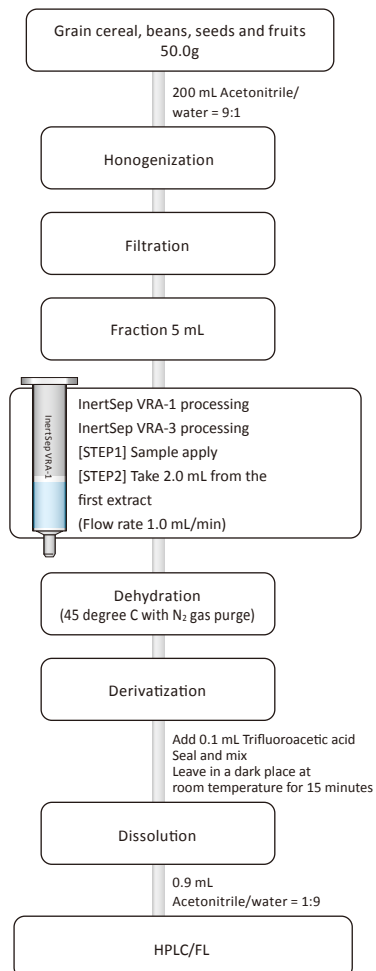 Grain cereal, beans, seeds and fruits
50.0g
200 mL Acetonitrile/
water = 9:1
Honogenization
Filtration
Fraction 5 mL
InertSep VRA-1
InertSep VRA-1 processing
InertSep VRA-3 processing
[STEP1] Sample apply
[STEP2] Take 2.0 mL from the
first extract
(Flow rate 1.0 mL/min)
Dehydration
(45 degree C with N₂ gas purge)
Derivatization
Add 0.1 mL Trifluoroacetic acid
Seal and mix
Leave in a dark place at
room temperature for 15 minutes
Dissolution
0.9 mL
Acetonitrile/water = 1:9
HPLC/FL